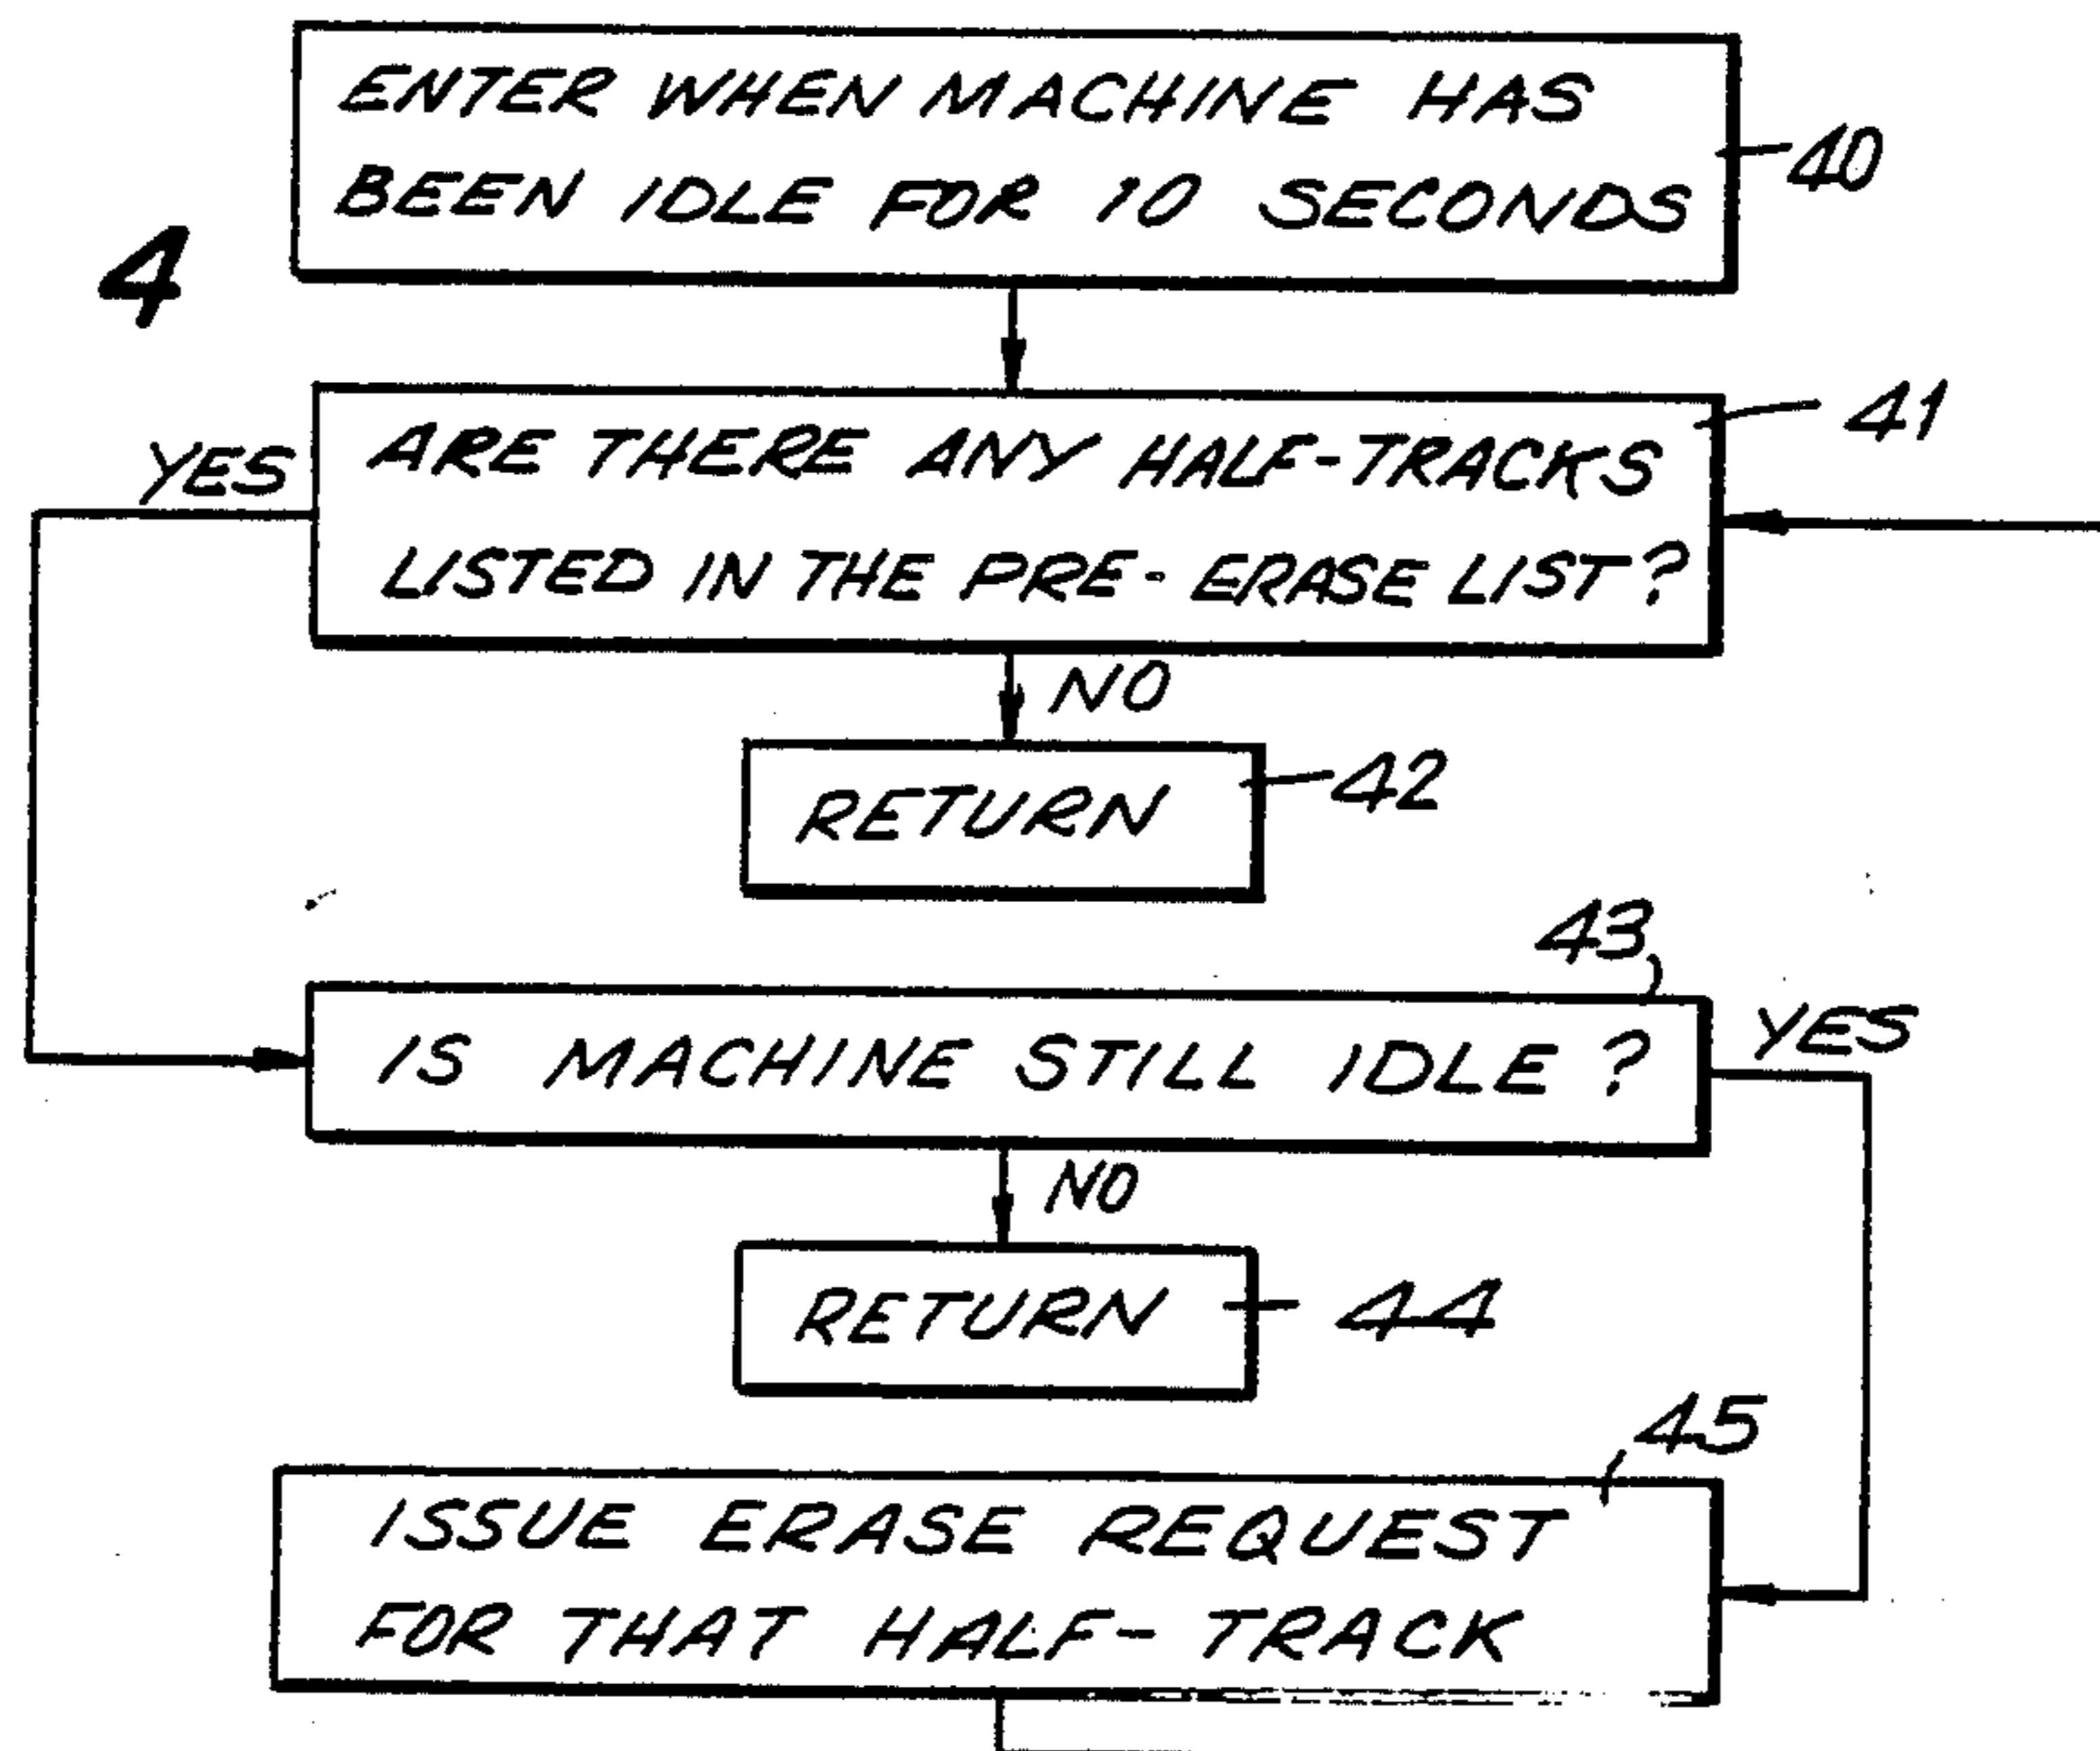 ENTER WHEN MACHINE HAS
BEEN IDLE FOR 10 SECONDS
40
4
ARE THERE ANY HALF-TRACKS
LISTED IN THE PRE-ERASE LIST?
41
YES
NO
RETURN
42
43
IS MACHINE STILL IDLE?
YES
NO
RETURN
44
45
ISSUE ERASE REQUEST
FOR THAT HALF-TRACK